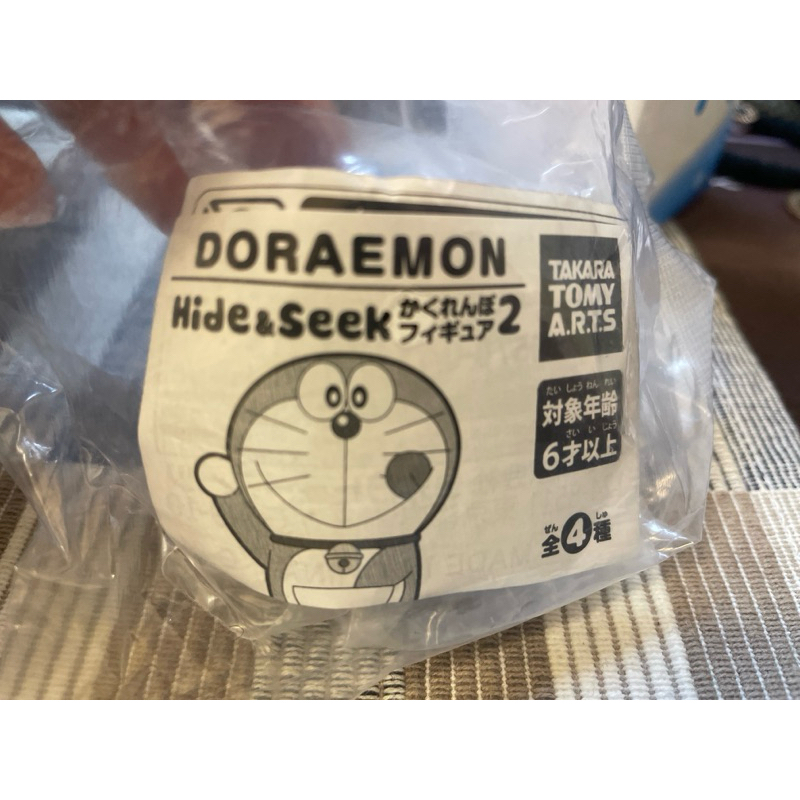 DORAEMON
Hide&Seek かくれんぼ
フィギュア2
TAKARA
TOMY
A.R.T.S
たいしょうねんれい
対象年齢
さいいじょう
6才以上
ぜん しゅ
全4種